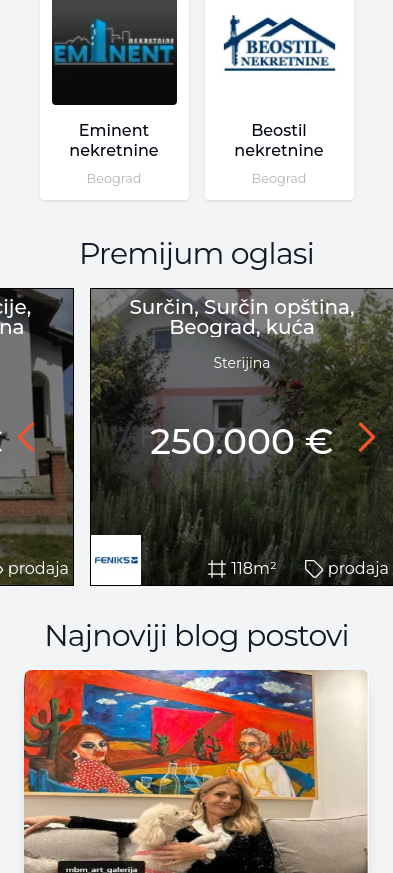 EMINENT
NEKRETNINE
BEOSTIL
NEKRETNINE
Eminent
nekretnine
Beograd
Beostil
nekretnine
Beograd
Premijum oglasi
cije,
na
€
prodaja
Surčin, Surčin opština,
Beograd, kuća
Sterijina
250.000 €
FENIKS
118m²
prodaja
Najnoviji blog postovi
mbm_art_galerija